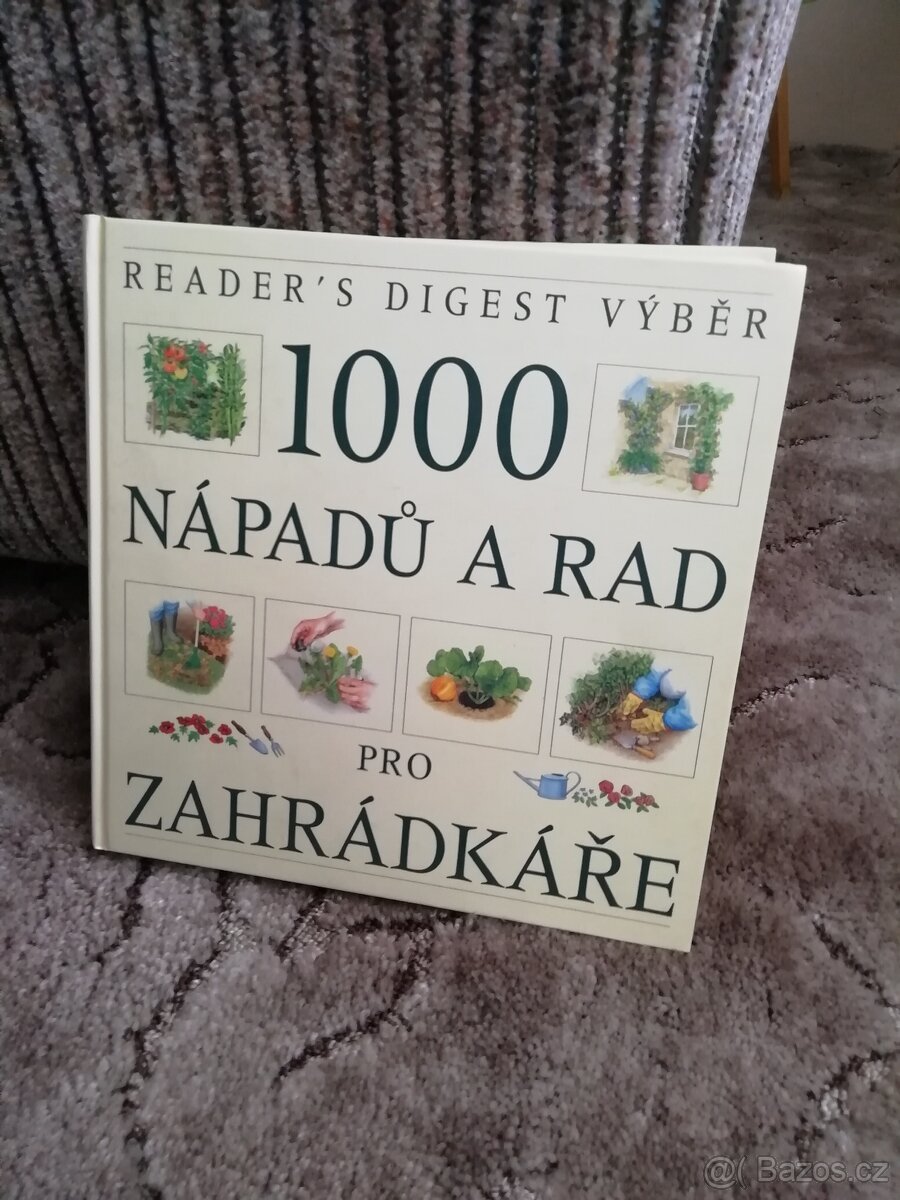 READER'S DIGEST VÝBĚR
1000
NÁPADŮ A RAD
PRO
ZAHRÁDKÁŘE
@( Bazos.cz